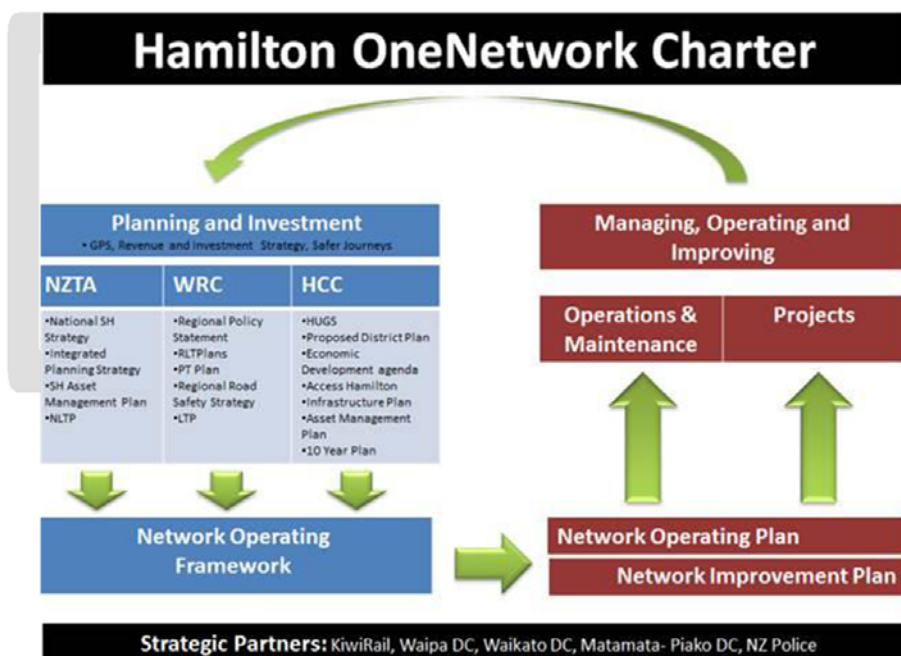 Hamilton OneNetwork Charter
Planning and Investment
• GPS, Revenue and Investment Strategy, Safer Journeys
NZTA
•National SH
Strategy
•Integrated
Planning Strategy
•SH Asset
Management Plan
•NLTP
WRC
•Regional Policy
Statement
•RLTPlans
•PT Plan
•Regional Road
Safety Strategy
•LTP
HCC
•HUGS
•Proposed District Plan
•Economic
Development agenda
•Access Hamilton
•Infrastructure Plan
•Asset Management
Plan
•10 Year Plan
Network Operating
Framework
Managing, Operating and
Improving
Operations &
Maintenance
Projects
Network Operating Plan
Network Improvement Plan
Strategic Partners: KiwiRail, Waipa DC, Waikato DC, Matamata- Piako DC, NZ Police